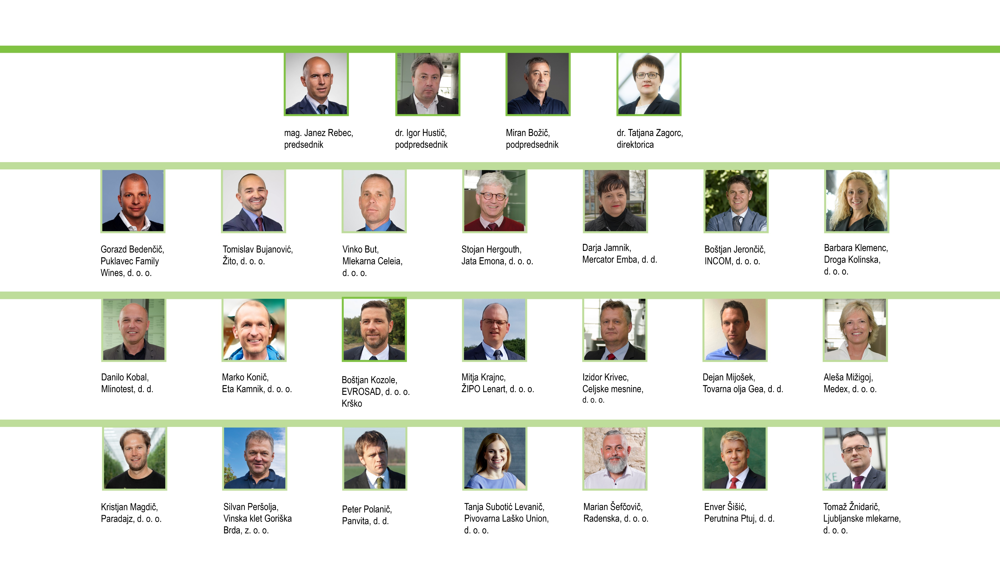 mag. Janez Rebec,
predsednik
dr. Igor Hustič,
podpredsednik
Miran Božič,
podpredsednik
dr. Tatjana Zagorc,
direktorica
Gorazd Bedenčič,
Puklavec Family
Wines, d. o. o.
Tomislav Bujanović,
Žito, d. o. o.
Vinko But,
Mlekarna Celeia,
d. o. o.
Stojan Hergouth,
Jata Emona, d. o. o.
Darja Jamnik,
Mercator Emba, d. d.
Boštjan Jerončič,
INCOM, d. o. o.
Barbara Klemenc,
Droga Kolinska,
d. o. o.
Danilo Kobal,
Mlinotest, d. d.
Marko Konič,
Eta Kamnik, d. o. o.
Boštjan Kozole,
EVROSAD, d. o. o.
Krško
Mitja Krajnc,
ŽIPO Lenart, d. o. o.
Izidor Krivec,
Celjske mesnine,
d. o. o.
Dejan Mijošek,
Tovarna olja Gea, d. d.
Aleša Mižigoj,
Medex, d. o. o.
KE
Kristjan Magdič,
Paradajz, d. o. o.
Silvan Peršolja,
Vinska klet Goriška
Brda, z. o. o.
Peter Polanič,
Panvita, d. d.
Tanja Subotić Levanič,
Pivovarna Laško Union,
d. o. o.
Marian Šefčovič,
Radenska, d. o. o.
Enver Šišić,
Perutnina Ptuj, d. d.
Tomaž Žnidarič,
Ljubljanske mlekarne,
d. o. o.